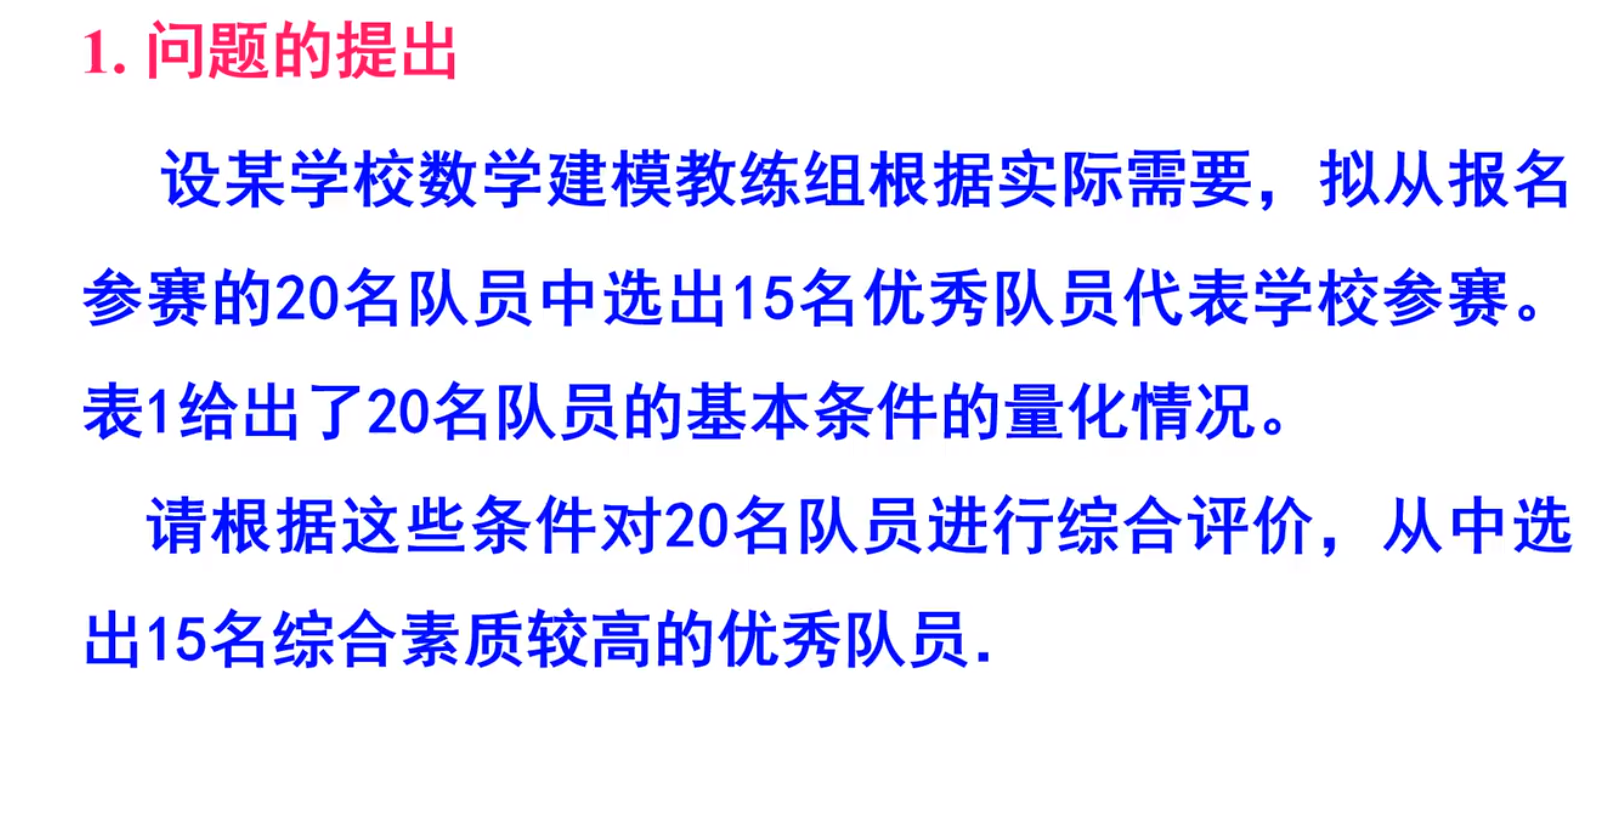 1. 问题的提出
设某学校数学建模教练组根据实际需要，拟从报名
参赛的20名队员中选出15名优秀队员代表学校参赛。
表1给出了20名队员的基本条件的量化情况。
请根据这些条件对20名队员进行综合评价，从中选
出15名综合素质较高的优秀队员.